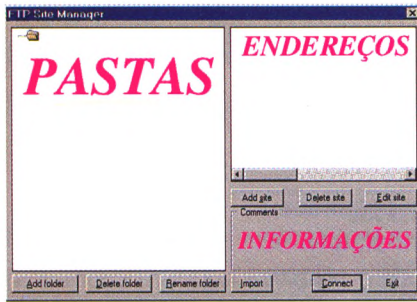 FTP Site Manager
PASTAS
ENDEREÇOS
Add site Delete site Edit site
Comments
INFORMAÇÕES
Add folder Delete folder Rename folder Import Connect Exit